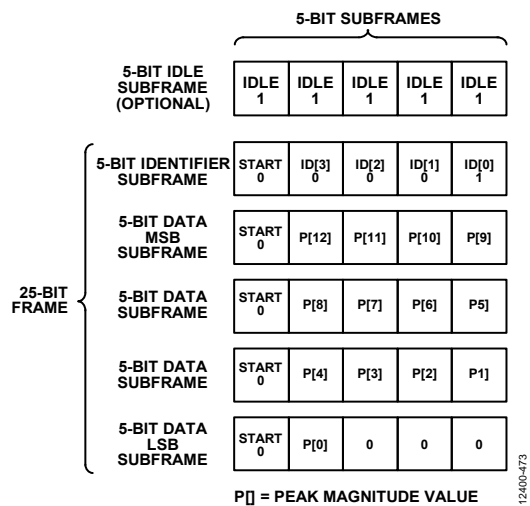 5-BIT SUBFRAMES
5-BIT IDLE
SUBFRAME
(OPTIONAL)
IDLE IDLE IDLE IDLE IDLE
1 1 1 1 1
5-BIT IDENTIFIER
SUBFRAME
START ID[3] ID[2] ID[1] ID[0]
0 0 0 0 1
5-BIT DATA
MSB
SUBFRAME
START
0
P[12] P[11] P[10] P[9]
25-BIT
FRAME
5-BIT DATA
SUBFRAME
START
0
P[8] P[7] P[6] P5]
5-BIT DATA
SUBFRAME
START
0
P[4] P[3] P[2] P1]
5-BIT DATA
LSB
SUBFRAME
START
0
P[0] 0 0 0
P[] = PEAK MAGNITUDE VALUE
12400-473